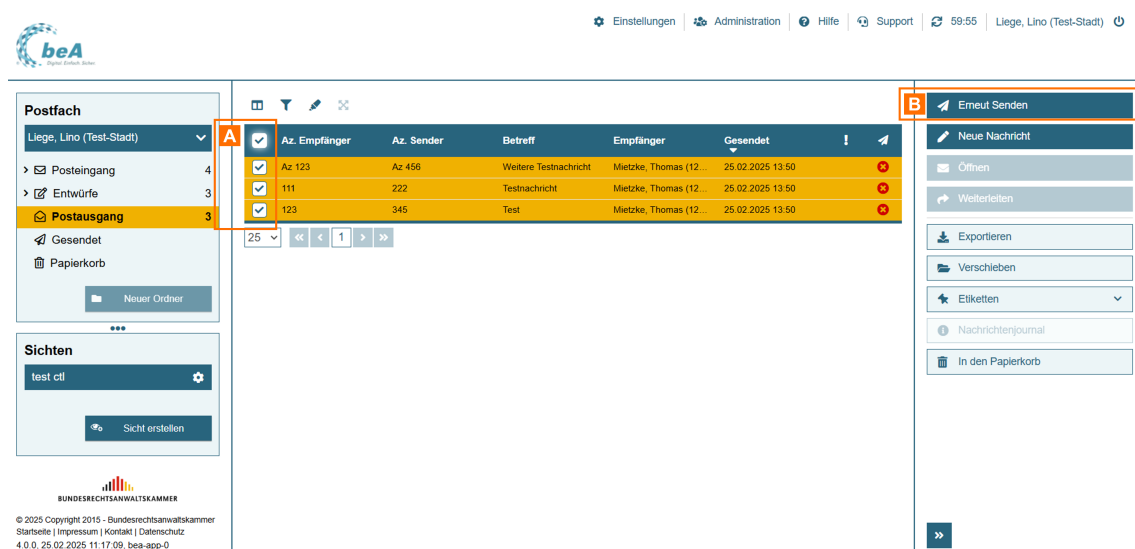 Einstellungen Administration Hilfe Support 59:55 Liege, Lino (Test-Stadt)
beA
Digital. Einfach. Sicher.
Postfach
Liege, Lino (Test-Stadt)
Posteingang 4
Entwürfe 3
Postausgang 3
Gesendet
Papierkorb
Neuer Ordner
Sichten
test ctl
Sicht erstellen
BUNDESRECHTSANWALTSKAMMER
© 2025 Copyright 2015 - Bundesrechtsanwaltskammer
Startseite | Impressum | Kontakt | Datenschutz
4.0.0, 25.02.2025 11:17:09, bea-app-0
A
Az. Empfänger Az. Sender Betreff Empfänger Gesendet !
Az 123 Az 456 Weitere Testnachricht Mietzke, Thomas (12... 25.02.2025 13:50
111 222 Testnachricht Mietzke, Thomas (12... 25.02.2025 13:50
123 345 Test Mietzke, Thomas (12... 25.02.2025 13:50
25 « < 1 > »
B
Erneut Senden
Neue Nachricht
Öffnen
Weiterleiten
Exportieren
Verschieben
Etiketten
Nachrichtenjournal
In den Papierkorb
»